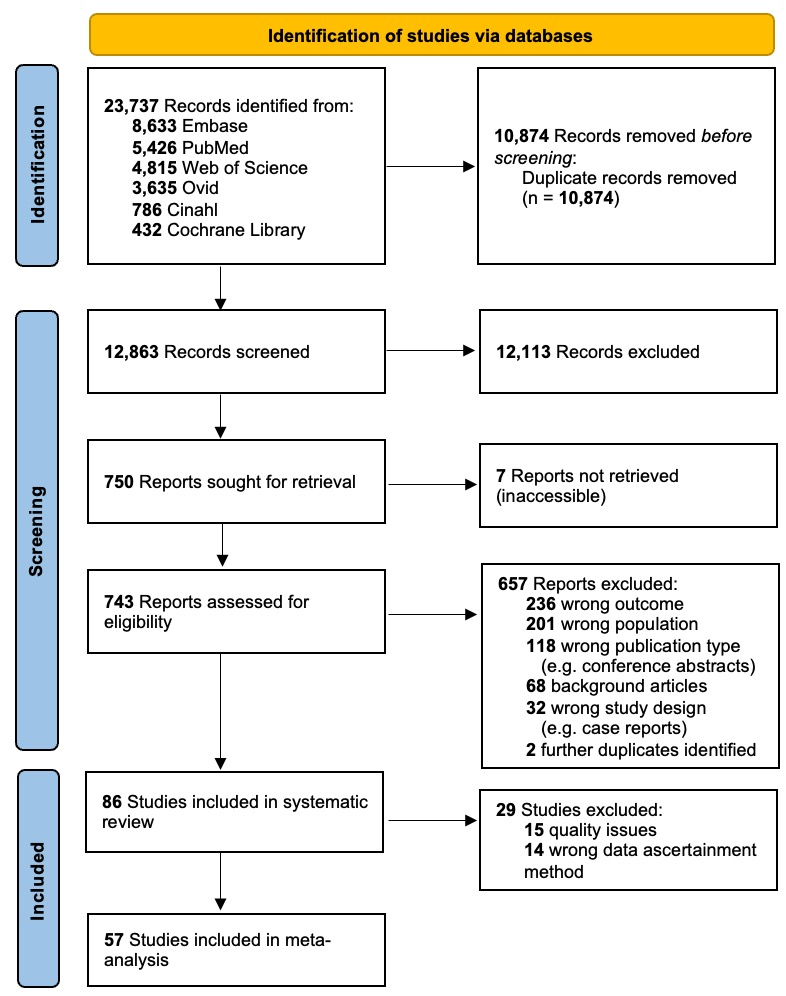 Identification of studies via databases
Identification
23,737 Records identified from:
8,633 Embase
5,426 PubMed
4,815 Web of Science
3,635 Ovid
786 Cinahl
432 Cochrane Library
10,874 Records removed before
screening:
Duplicate records removed
(n = 10,874)
Screening
12,863 Records screened
12,113 Records excluded
750 Reports sought for retrieval
7 Reports not retrieved
(inaccessible)
743 Reports assessed for
eligibility
657 Reports excluded:
236 wrong outcome
201 wrong population
118 wrong publication type
(e.g. conference abstracts)
68 background articles
32 wrong study design
(e.g. case reports)
2 further duplicates identified
Included
86 Studies included in systematic
review
29 Studies excluded:
15 quality issues
14 wrong data ascertainment
method
57 Studies included in meta-
analysis